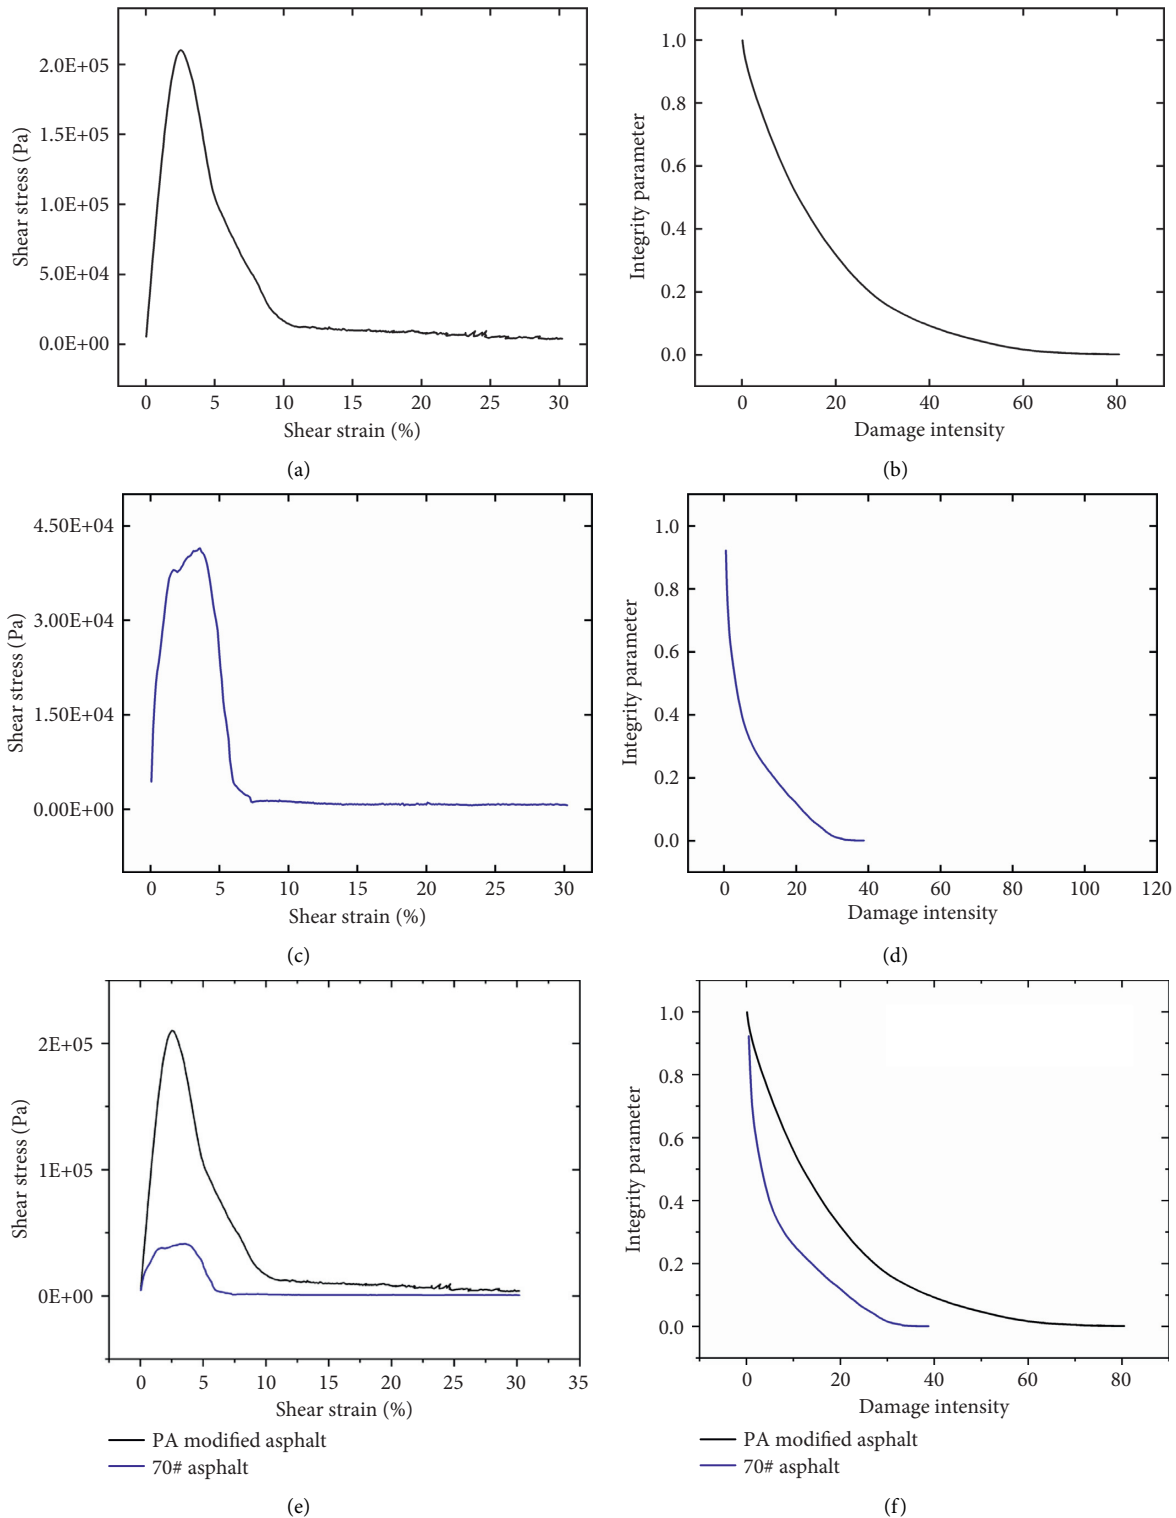 Shear stress (Pa)
2.0E+05
1.5E+05
1.0E+05
5.0E+04
0.0E+00
0 5 10 15 20 25 30
Shear strain (%)
(a)
Integrity parameter
1.0
0.8
0.6
0.4
0.2
0.0
0 20 40 60 80
Damage intensity
(b)
Shear stress (Pa)
4.50E+04
3.00E+04
1.50E+04
0.00E+00
0 5 10 15 20 25 30
Shear strain (%)
(c)
Integrity parameter
1.0
0.8
0.6
0.4
0.2
0.0
0 20 40 60 80 100 120
Damage intensity
(d)
Shear stress (Pa)
2E+05
1E+05
0E+00
0 5 10 15 20 25 30 35
Shear strain (%)
PA modified asphalt
70# asphalt
(e)
Integrity parameter
1.0
0.8
0.6
0.4
0.2
0.0
0 20 40 60 80
Damage intensity
PA modified asphalt
70# asphalt
(f)